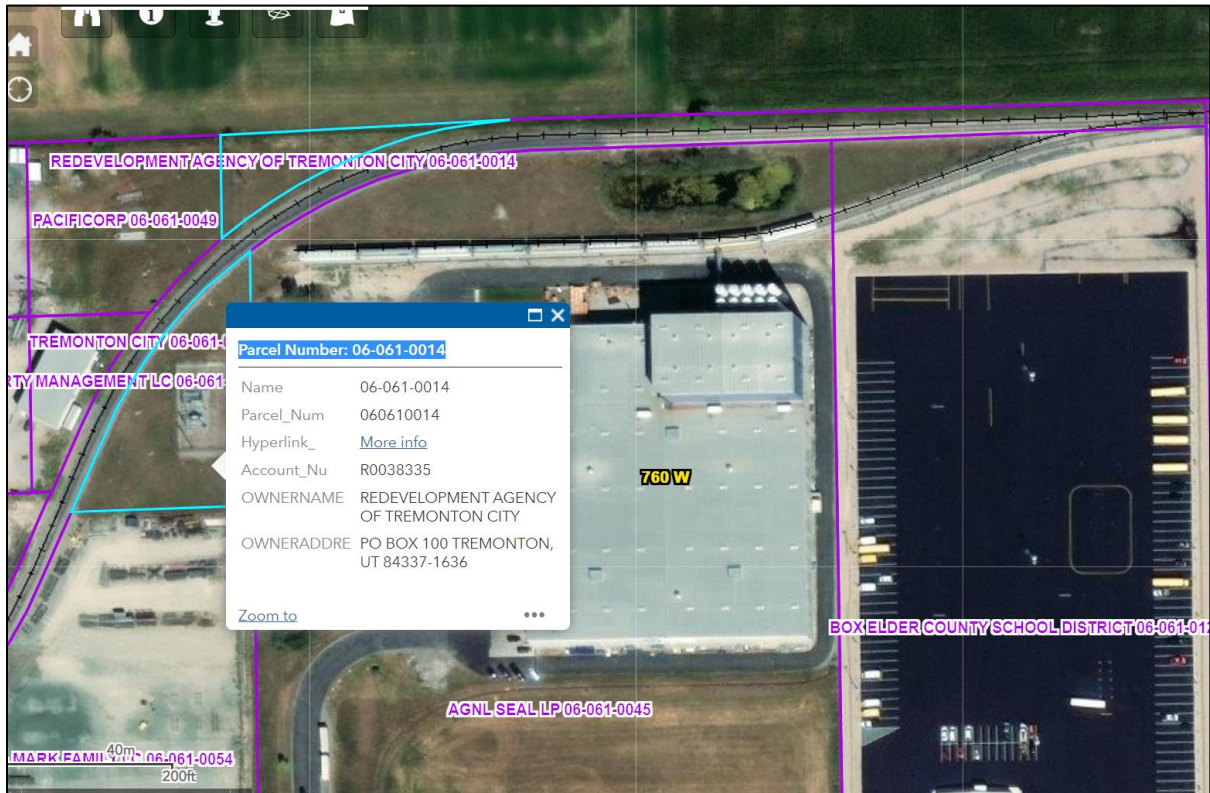 REDEVELOPMENT AGENCY OF TREMONTON CITY 06-061-0014
PACIFICORP 06-061-0049
TREMONTON CITY 06-061-
RTY MANAGEMENT LC 06-061
Parcel Number: 06-061-0014
Name 06-061-0014
Parcel_Num 060610014
Hyperlink_ More info
Account_Nu R0038335
OWNERNAME REDEVELOPMENT AGENCY
OF TREMONTON CITY
OWNERADDRE PO BOX 100 TREMONTON,
UT 84337-1636
Zoom to
760 W
BOX ELDER COUNTY SCHOOL DISTRICT 06-061-012
AGNL SEAL LP 06-061-0045
MARK FAMILY LC 06-061-0054
40m
200ft